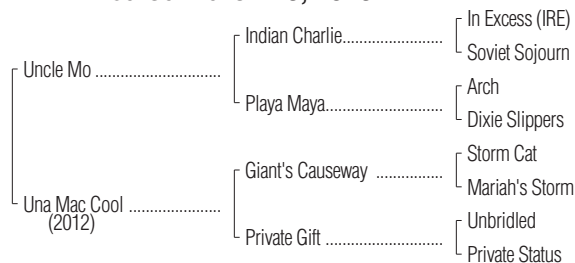 In Excess (IRE)
Indian Charlie
Soviet Sojourn
Uncle Mo
Arch
Playa Maya
Dixie Slippers
Storm Cat
Giant's Causeway
Mariah's Storm
Una Mac Cool
(2012)
Unbridled
Private Gift
Private Status